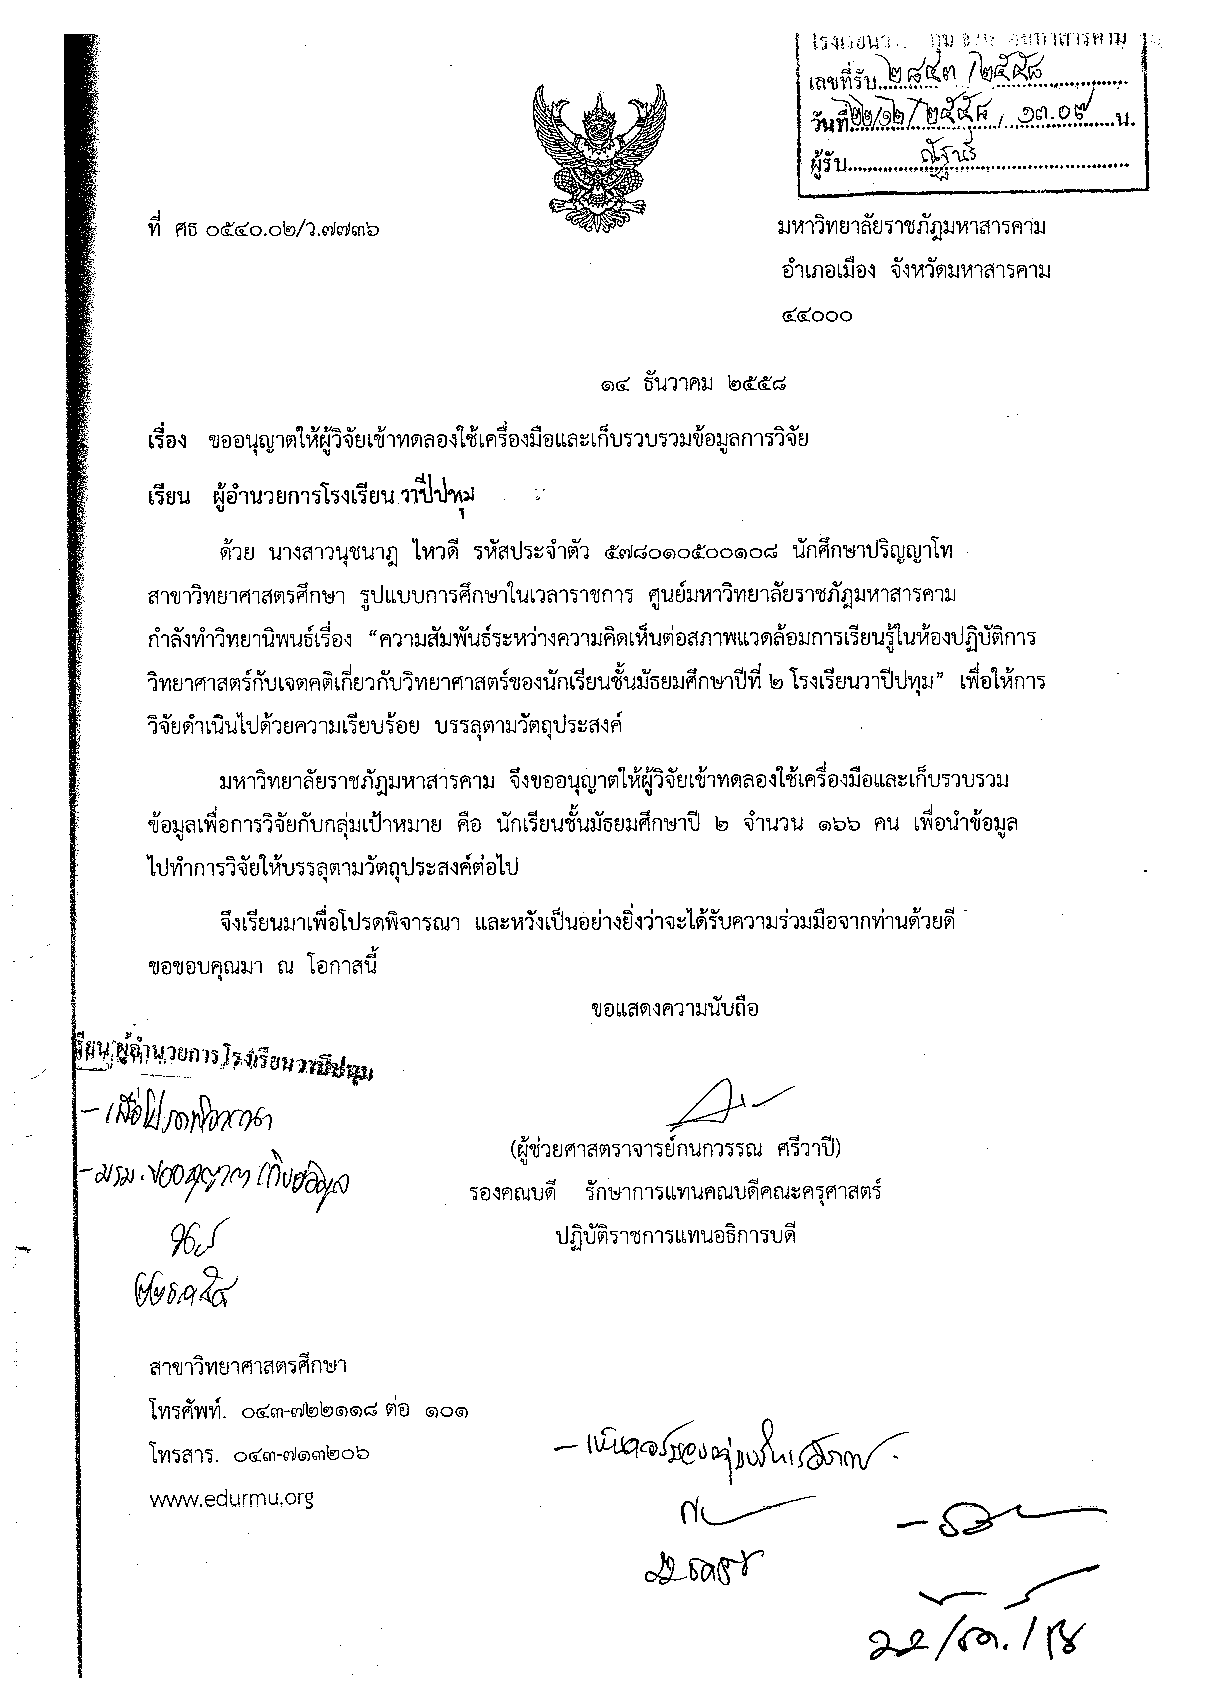 เลขที่รับ ๒๘๔๓/๒๕๕๘
วันที่ ๒๒/๑๒/๒๕๕๘, ๑๓.๐๙ น.
ผู้รับ
ที่ ศธ ๐๕๔๐.๐๒/ว.๗๗๓๖
มหาวิทยาลัยราชภัฏมหาสารคาม
อำเภอเมือง จังหวัดมหาสารคาม
๔๔๐๐๐
๑๔ ธันวาคม ๒๕๕๘
เรื่อง ขออนุญาตให้ผู้วิจัยเข้าทดลองใช้เครื่องมือและเก็บรวบรวมข้อมูลการวิจัย
เรียน ผู้อำนวยการโรงเรียน วาปีปทุม
ด้วย นางสาวนุชนาฎ ไหวดี รหัสประจำตัว ๕๗๘๐๑๐๕๐๐๑๐๘ นักศึกษาปริญญาโท
สาขาวิทยาศาสตรศึกษา รูปแบบการศึกษาในเวลาราชการ ศูนย์มหาวิทยาลัยราชภัฏมหาสารคาม
กำลังทำวิทยานิพนธ์เรื่อง “ความสัมพันธ์ระหว่างความคิดเห็นต่อสภาพแวดล้อมการเรียนรู้ในห้องปฏิบัติการ
วิทยาศาสตร์กับเจตคติเกี่ยวกับวิทยาศาสตร์ของนักเรียนชั้นมัธยมศึกษาปีที่ ๒ โรงเรียนวาปีปทุม” เพื่อให้การ
วิจัยดำเนินไปด้วยความเรียบร้อย บรรลุตามวัตถุประสงค์
มหาวิทยาลัยราชภัฏมหาสารคาม จึงขออนุญาตให้ผู้วิจัยเข้าทดลองใช้เครื่องมือและเก็บรวบรวม
ข้อมูลเพื่อการวิจัยกับกลุ่มเป้าหมาย คือ นักเรียนชั้นมัธยมศึกษาปี ๒ จำนวน ๑๖๖ คน เพื่อนำข้อมูล
ไปทำการวิจัยให้บรรลุตามวัตถุประสงค์ต่อไป
จึงเรียนมาเพื่อโปรดพิจารณา และหวังเป็นอย่างยิ่งว่าจะได้รับความร่วมมือจากท่านด้วยดี
ขอขอบคุณมา ณ โอกาสนี้
ขอแสดงความนับถือ
เรียน ผู้อำนวยการโรงเรียนวาปีปทุม
- เพื่อโปรดพิจารณา
- มรม. ขออนุญาตเก็บข้อมูล
(ผู้ช่วยศาสตราจารย์กนกวรรณ ศรีวาปี)
รองคณบดี รักษาการแทนคณบดีคณะครุศาสตร์
ปฏิบัติราชการแทนอธิการบดี
๒๒ ธค ๕๘
สาขาวิทยาศาสตรศึกษา
โทรศัพท์. ๐๔๓-๗๒๒๑๑๘ ต่อ ๑๐๑
โทรสาร. ๐๔๓-๗๑๓๒๐๖
www.edurmu.org
๒๒/ธค./๕๘